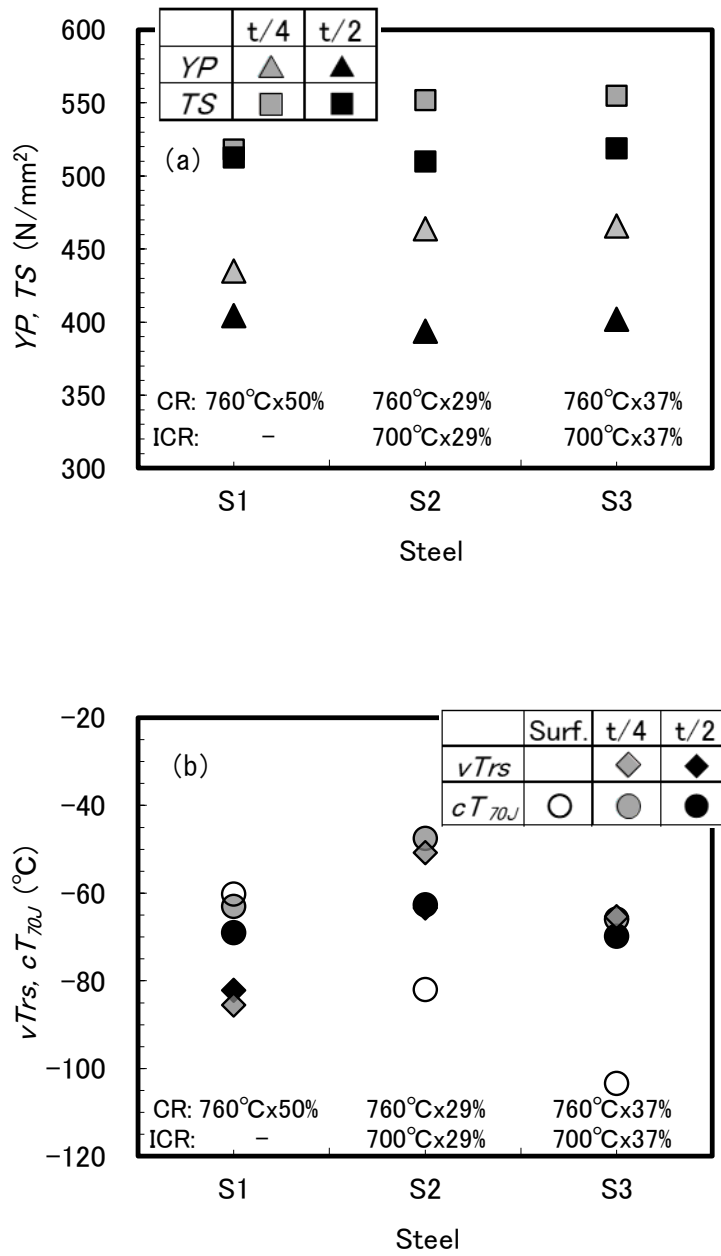 600
t/4 t/2
YP
550
TS
(a)
500
YP, TS (N/mm²)
450
400
350
CR: 760℃x50% 760℃x29% 760℃x37%
ICR: - 700℃x29% 700℃x37%
300
S1 S2 S3
Steel
-20
Surf. t/4 t/2
(b)
vTrs
-40
cT70J
vTrs, cT70J (℃)
-60
-80
-100
CR: 760℃x50% 760℃x29% 760℃x37%
ICR: - 700℃x29% 700℃x37%
-120
S1 S2 S3
Steel